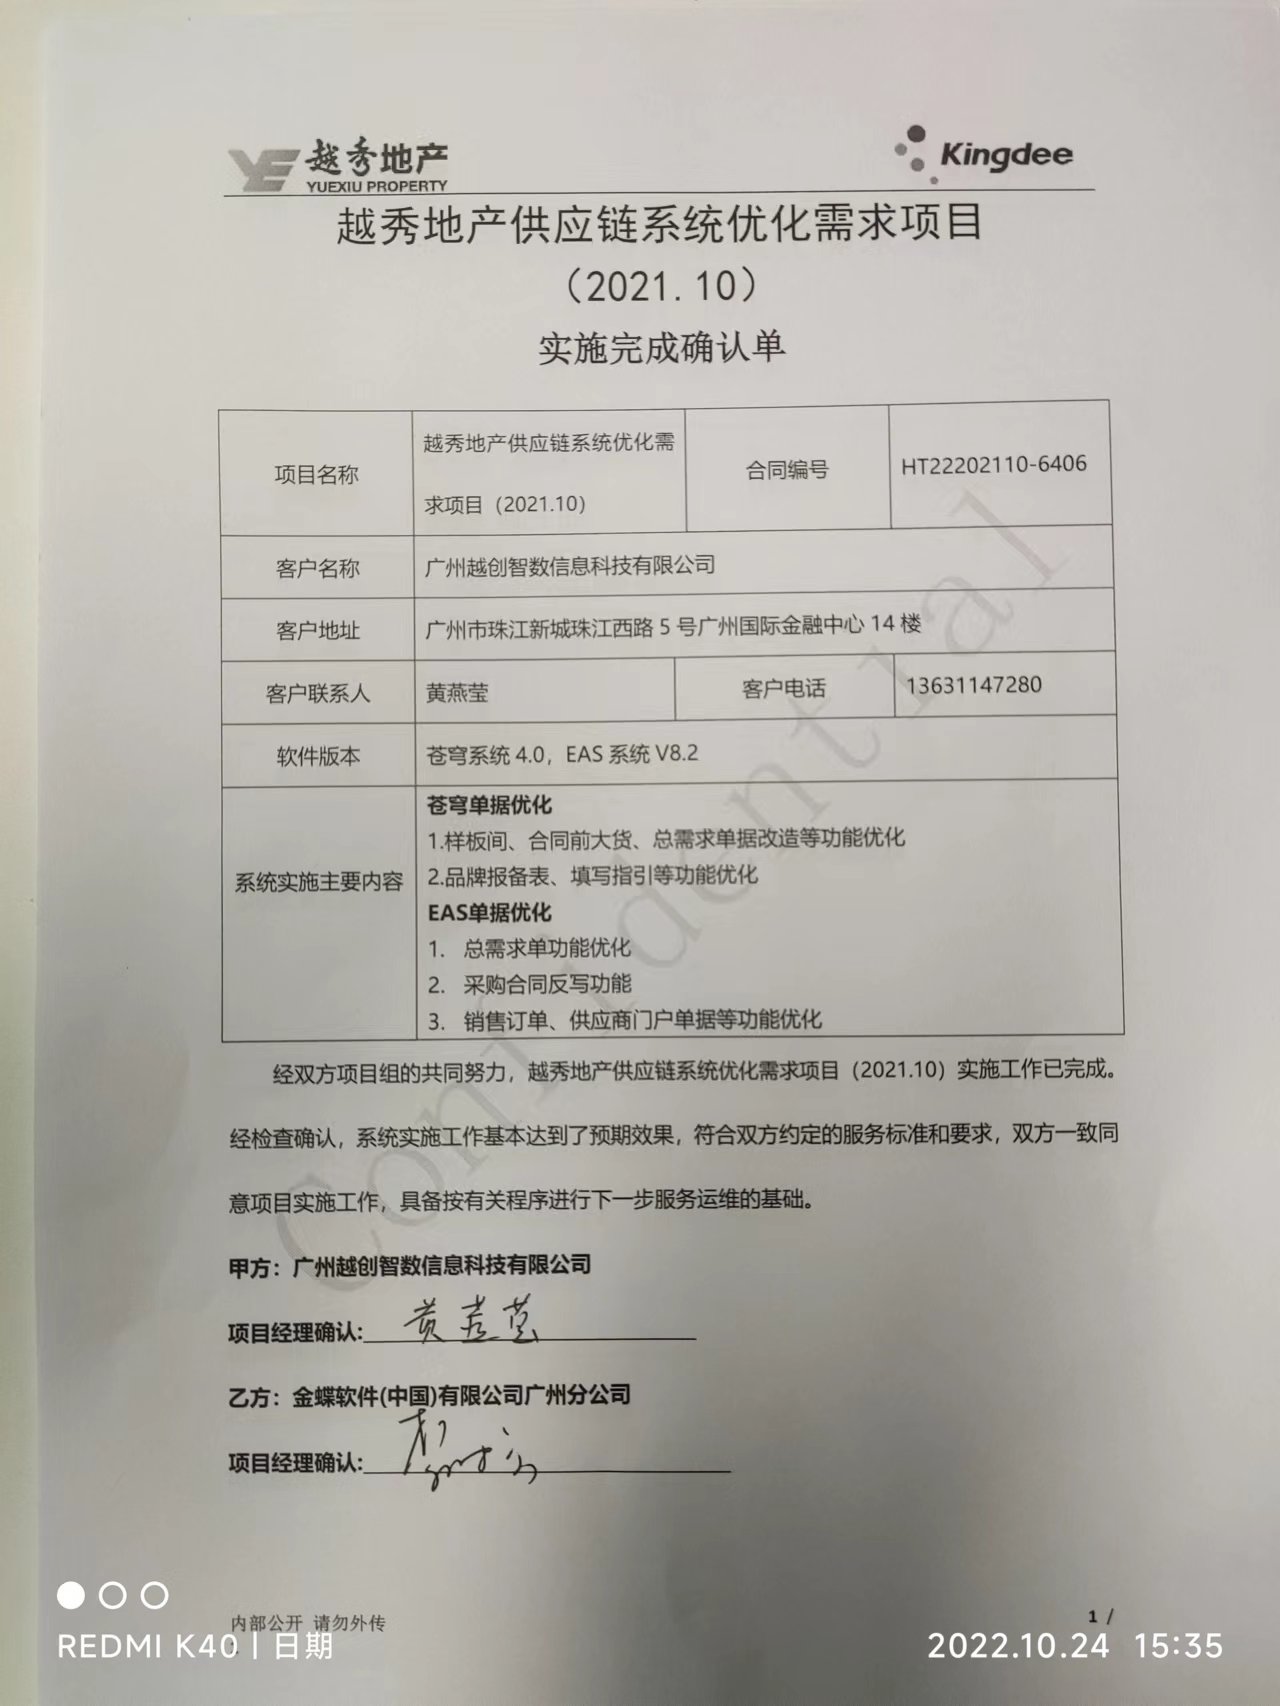 越秀地产
YUEXIU PROPERTY
Kingdee
越秀地产供应链系统优化需求项目
（2021.10）
实施完成确认单
项目名称
越秀地产供应链系统优化需
求项目（2021.10）
合同编号
HT22202110-6406
客户名称
广州越创智数信息科技有限公司
客户地址
广州市珠江新城珠江西路 5 号广州国际金融中心 14 楼
客户联系人
黄燕莹
客户电话
13631147280
软件版本
苍穹系统 4.0，EAS 系统 V8.2
系统实施主要内容
苍穹单据优化
1.样板间、合同前大货、总需求单据改造等功能优化
2.品牌报备表、填写指引等功能优化
EAS单据优化
1. 总需求单功能优化
2. 采购合同反写功能
3. 销售订单、供应商门户单据等功能优化
Confidential
经双方项目组的共同努力，越秀地产供应链系统优化需求项目（2021.10）实施工作已完成。
经检查确认，系统实施工作基本达到了预期效果，符合双方约定的服务标准和要求，双方一致同
意项目实施工作，具备按有关程序进行下一步服务运维的基础。
甲方：广州越创智数信息科技有限公司
项目经理确认:
乙方：金蝶软件(中国)有限公司广州分公司
项目经理确认:
内部公开 请勿外传
1 /
REDMI K40 | 日期
2022.10.24 15:35